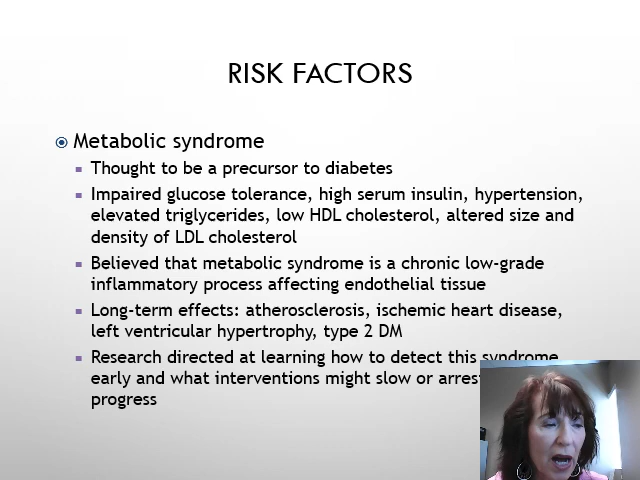 RISK FACTORS
Metabolic syndrome
Thought to be a precursor to diabetes
Impaired glucose tolerance, high serum insulin, hypertension,
elevated triglycerides, low HDL cholesterol, altered size and
density of LDL cholesterol
Believed that metabolic syndrome is a chronic low-grade
inflammatory process affecting endothelial tissue
Long-term effects: atherosclerosis, ischemic heart disease,
left ventricular hypertrophy, type 2 DM
Research directed at learning how to detect this syndrome
early and what interventions might slow or arrest
progress